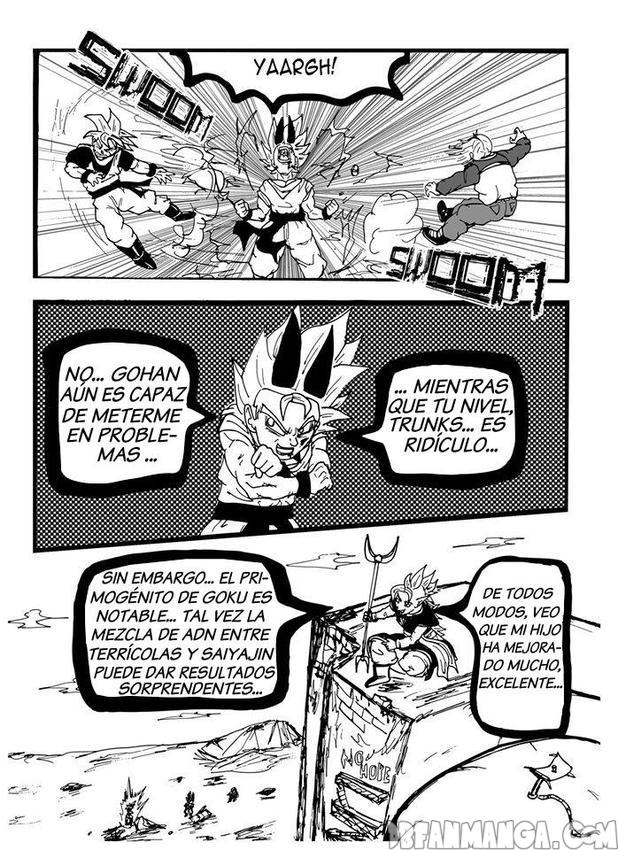 YAARGH!
SWOOM
SWOOM
NO... GOHAN
AÚN ES CAPAZ
DE METERME
EN PROBLE-
MAS ...
... MIENTRAS
QUE TU NIVEL,
TRUNKS... ES
RIDÍCULO...
SIN EMBARGO... EL PRI-
MOGÉNITO DE GOKU ES
NOTABLE... TAL VEZ LA
MEZCLA DE ADN ENTRE
TERRÍCOLAS Y SAIYAJIN
PUEDE DAR RESULTADOS
SORPRENDENTES...
DE TODOS
MODOS, VEO
QUE MI HIJO
HA MEJORA-
DO MUCHO,
EXCELENTE...
NO
HOPE
DBFANMANGA.COM